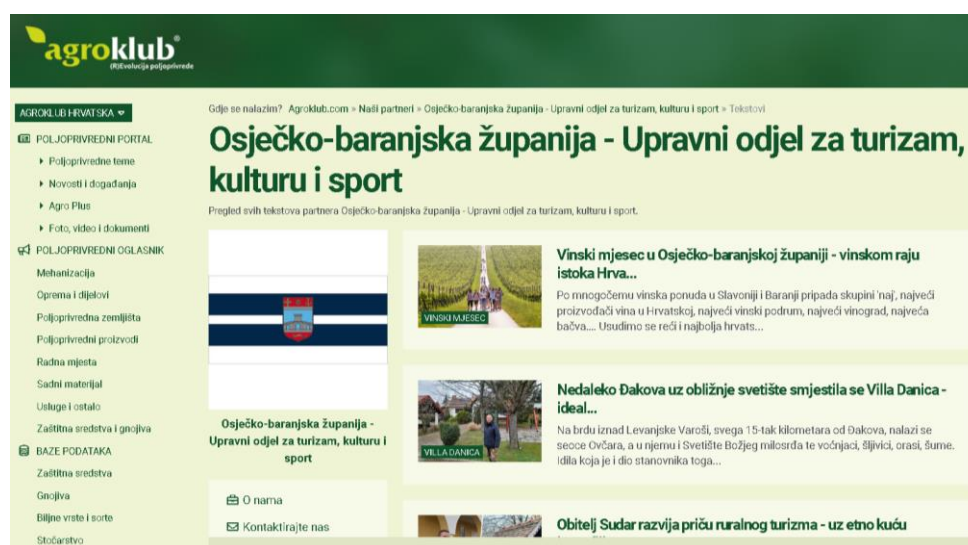 agroklub®
(R)Evolucija poljoprivrede
AGROKLUB HRVATSKA
POLJOPRIVREDNI PORTAL
Poljoprivredne teme
Novosti i događanja
Agro Plus
Foto, video i dokumenti
POLJOPRIVREDNI OGLASNIK
Mehanizacija
Oprema i dijelovi
Poljoprivredna zemljišta
Poljoprivredni proizvodi
Radna mjesta
Sadni materijal
Usluge i ostalo
Zaštitna sredstva i gnojiva
BAZE PODATAKA
Zaštitna sredstva
Gnojiva
Biljne vrste i sorte
Stočarstvo
Gdje se nalazim? Agroklub.com » Naši partneri » Osječko-baranjska županija - Upravni odjel za turizam, kulturu i sport » Tekstovi
Osječko-baranjska županija - Upravni odjel za turizam,
kulturu i sport
Pregled svih tekstova partnera Osječko-baranjska županija - Upravni odjel za turizam, kulturu i sport.
Osječko-baranjska županija -
Upravni odjel za turizam, kulturu i
sport
O nama
Kontaktirajte nas
VINSKI MJESEC
Vinski mjesec u Osječko-baranjskoj županiji - vinskom raju
istoka Hrva...
Po mnogočemu vinska ponuda u Slavoniji i Baranji pripada skupini 'naj', najveći
proizvođači vina u Hrvatskoj, najveći vinski podrum, najveći vinograd, najveća
bačva.... Usudimo se reći i najbolja hrvats...
VILLA DANICA
Nedaleko Đakova uz obližnje svetište smjestila se Villa Danica -
ideal...
Na brdu iznad Levanjske Varoši, svega 15-tak kilometara od Đakova, nalazi se
seoce Ovčara, a u njemu i Svetište Božjeg milosrđa te voćnjaci, šljivici, orasi, šume.
Idila koja je i dio stanovnika toga...
Obitelj Sudar razvija priču ruralnog turizma - uz etno kuću